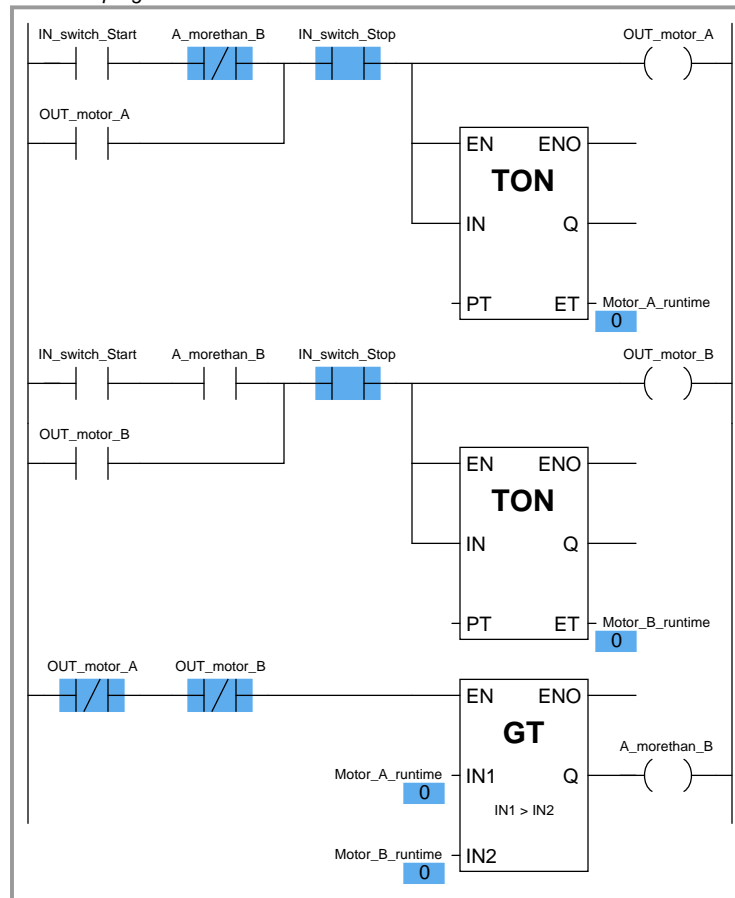 IN_switch_Start A_morethan_B IN_switch_Stop OUT_motor_A
OUT_motor_A
EN ENO
TON
IN Q
PT ET Motor_A_runtime
0
IN_switch_Start A_morethan_B IN_switch_Stop OUT_motor_B
OUT_motor_B
EN ENO
TON
IN Q
PT ET Motor_B_runtime
0
OUT_motor_A OUT_motor_B
EN ENO
GT
A_morethan_B
Motor_A_runtime IN1 Q
0
IN1 > IN2
Motor_B_runtime IN2
0